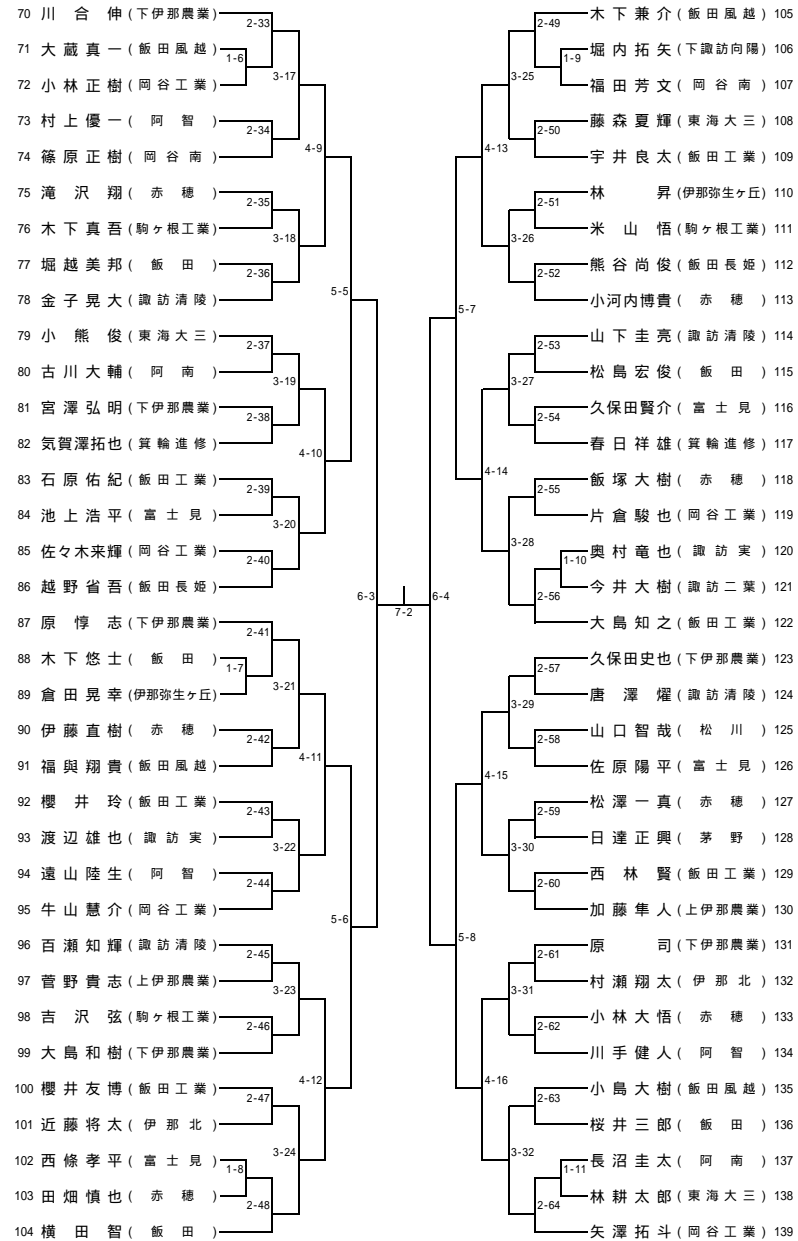 70 川合 伸 (下伊那農業)
71 大蔵真一 (飯田風越)
72 小林正樹 (岡谷工業)
73 村上優一 (阿智)
74 篠原正樹 (岡谷南)
75 滝沢 翔 (赤穂)
76 木下真吾 (駒ヶ根工業)
77 堀越美邦 (飯田)
78 金子晃大 (諏訪清陵)
79 小熊 俊 (東海大三)
80 古川大輔 (阿南)
81 宮澤弘明 (下伊那農業)
82 気賀澤拓也 (箕輪進修)
83 石原佑紀 (飯田工業)
84 池上浩平 (富士見)
85 佐々木来輝 (岡谷工業)
86 越野省吾 (飯田長姫)
87 原 惇志 (下伊那農業)
88 木下悠士 (飯田)
89 倉田晃幸 (伊那弥生ヶ丘)
90 伊藤直樹 (赤穂)
91 福與翔貴 (飯田風越)
92 櫻井 玲 (飯田工業)
93 渡辺雄也 (諏訪実)
94 遠山陸生 (阿智)
95 牛山慧介 (岡谷工業)
96 百瀬知輝 (諏訪清陵)
97 菅野貴志 (上伊那農業)
98 吉沢 弦 (駒ヶ根工業)
99 大島和樹 (下伊那農業)
100 櫻井友博 (飯田工業)
101 近藤将太 (伊那北)
102 西條孝平 (富士見)
103 田畑慎也 (赤穂)
104 横田 智 (飯田)
2-33
1-6
3-17
2-34
4-9
2-35
3-18
2-36
5-5
2-37
3-19
2-38
4-10
2-39
3-20
2-40
6-3
2-41
1-7
3-21
2-42
4-11
2-43
3-22
2-44
5-6
2-45
3-23
2-46
4-12
2-47
3-24
1-8
2-48
7-2
6-4
2-49
1-9
3-25
2-50
4-13
2-51
3-26
2-52
5-7
2-53
3-27
2-54
4-14
2-55
3-28
1-10
2-56
2-57
3-29
2-58
4-15
2-59
3-30
2-60
5-8
2-61
3-31
2-62
4-16
2-63
3-32
1-11
2-64
木下兼介 (飯田風越) 105
堀内拓矢 (下諏訪向陽) 106
福田芳文 (岡谷南) 107
藤森夏輝 (東海大三) 108
宇井良太 (飯田工業) 109
林 昇 (伊那弥生ヶ丘) 110
米山 悟 (駒ヶ根工業) 111
熊谷尚俊 (飯田長姫) 112
小河内博貴 (赤穂) 113
山下圭亮 (諏訪清陵) 114
松島宏俊 (飯田) 115
久保田賢介 (富士見) 116
春日祥雄 (箕輪進修) 117
飯塚大樹 (赤穂) 118
片倉駿也 (岡谷工業) 119
奥村竜也 (諏訪実) 120
今井大樹 (諏訪二葉) 121
大島知之 (飯田工業) 122
久保田史也 (下伊那農業) 123
唐澤 燿 (諏訪清陵) 124
山口智哉 (松川) 125
佐原陽平 (富士見) 126
松澤一真 (赤穂) 127
日達正興 (茅野) 128
西林 賢 (飯田工業) 129
加藤隼人 (上伊那農業) 130
原 司 (下伊那農業) 131
村瀬翔太 (伊那北) 132
小林大悟 (赤穂) 133
川手健人 (阿智) 134
小島大樹 (飯田風越) 135
桜井三郎 (飯田) 136
長沼圭太 (阿南) 137
林耕太郎 (東海大三) 138
矢澤拓斗 (岡谷工業) 139